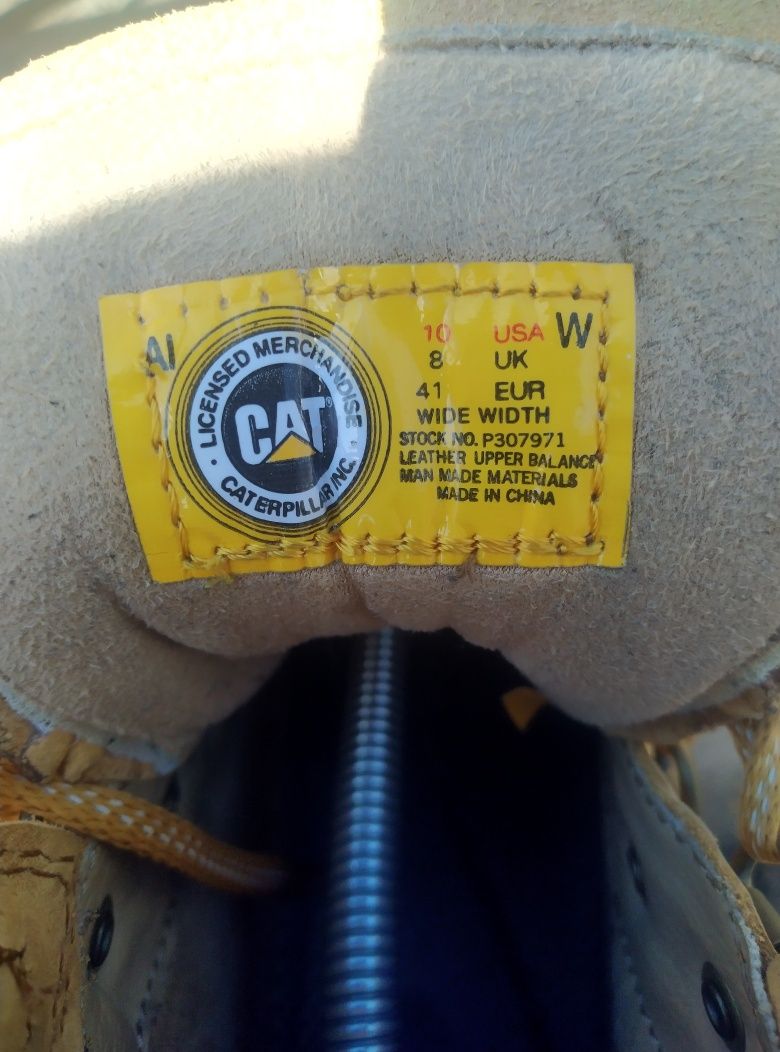 AI
LICENSED MERCHANDISE
CAT®
CATERPILLAR INC.
10 USA W
8 UK
41 EUR
WIDE WIDTH
STOCK NO. P307971
LEATHER UPPER BALANCE
MAN MADE MATERIALS
MADE IN CHINA